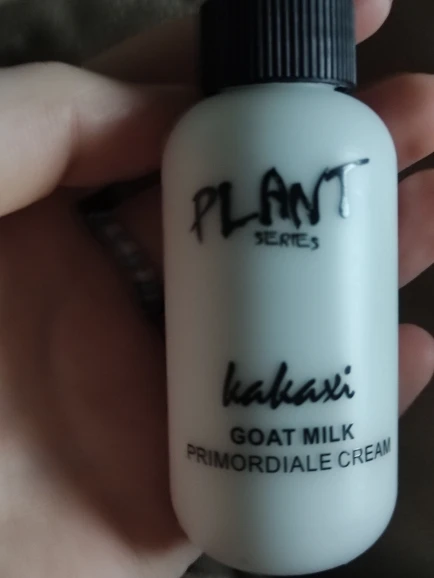 PLANT
SERIES
kakaxi
GOAT MILK
PRIMORDIALE CREAM